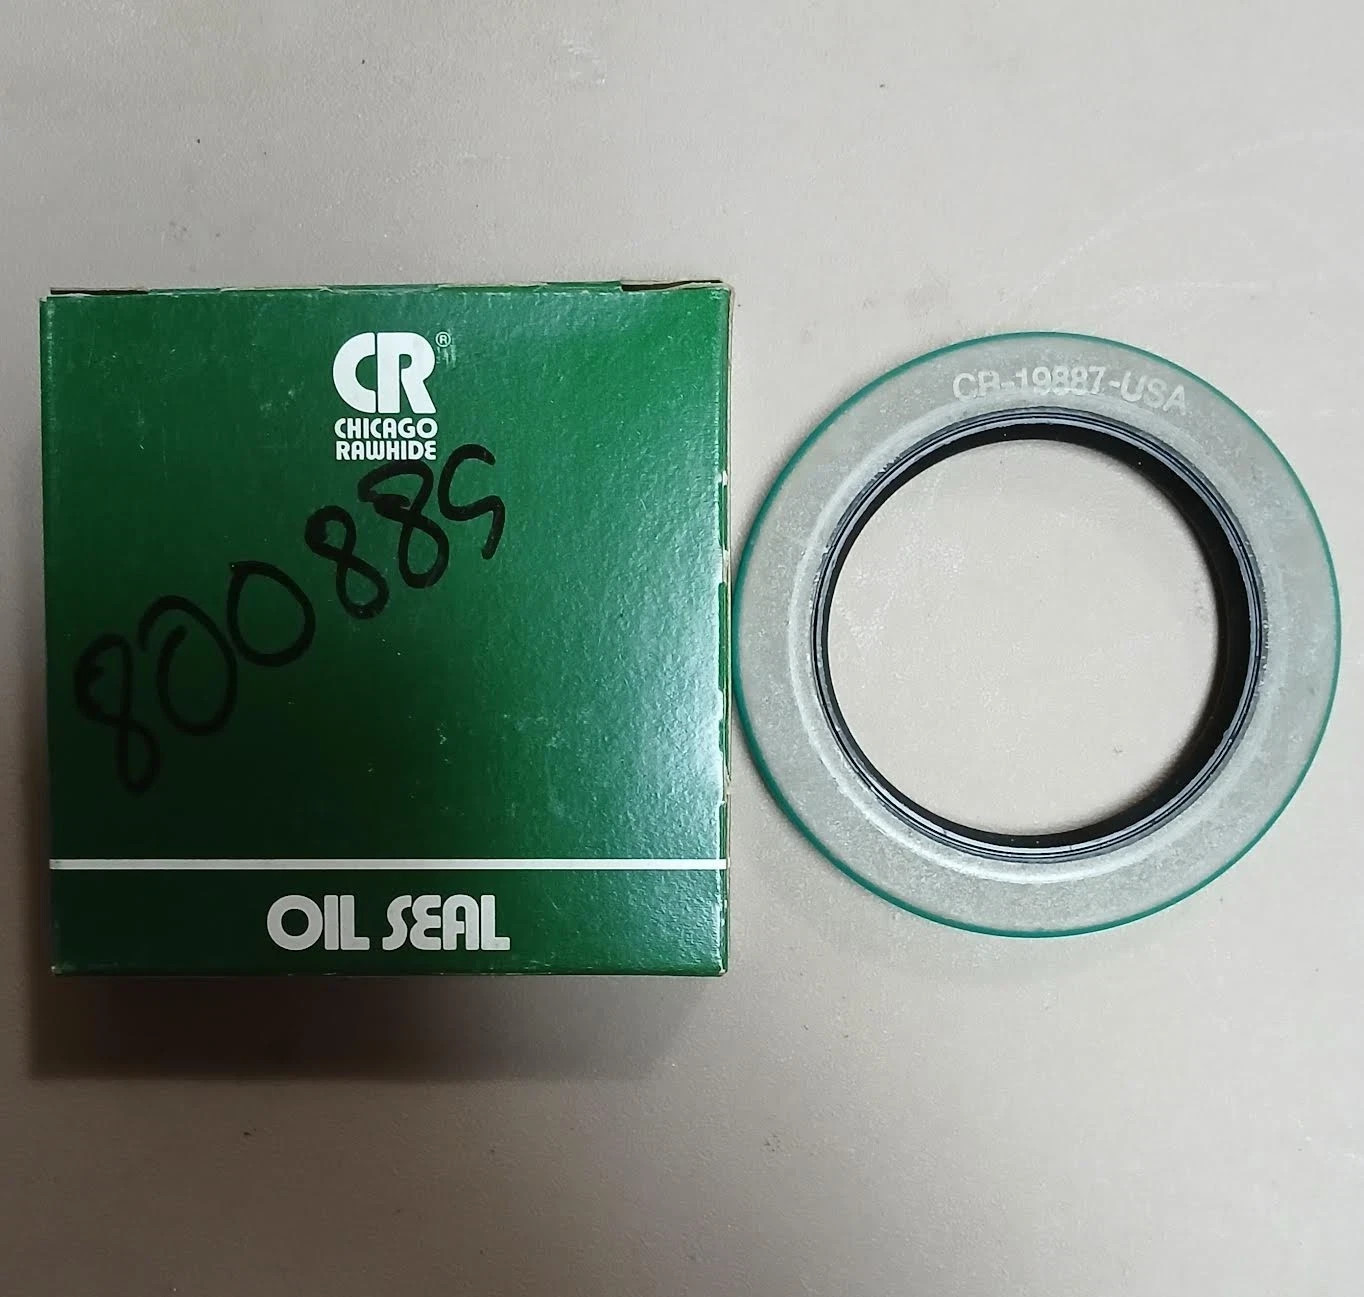 CR®
CHICAGO
RAWHIDE
800885
OIL SEAL
CR-19887-USA